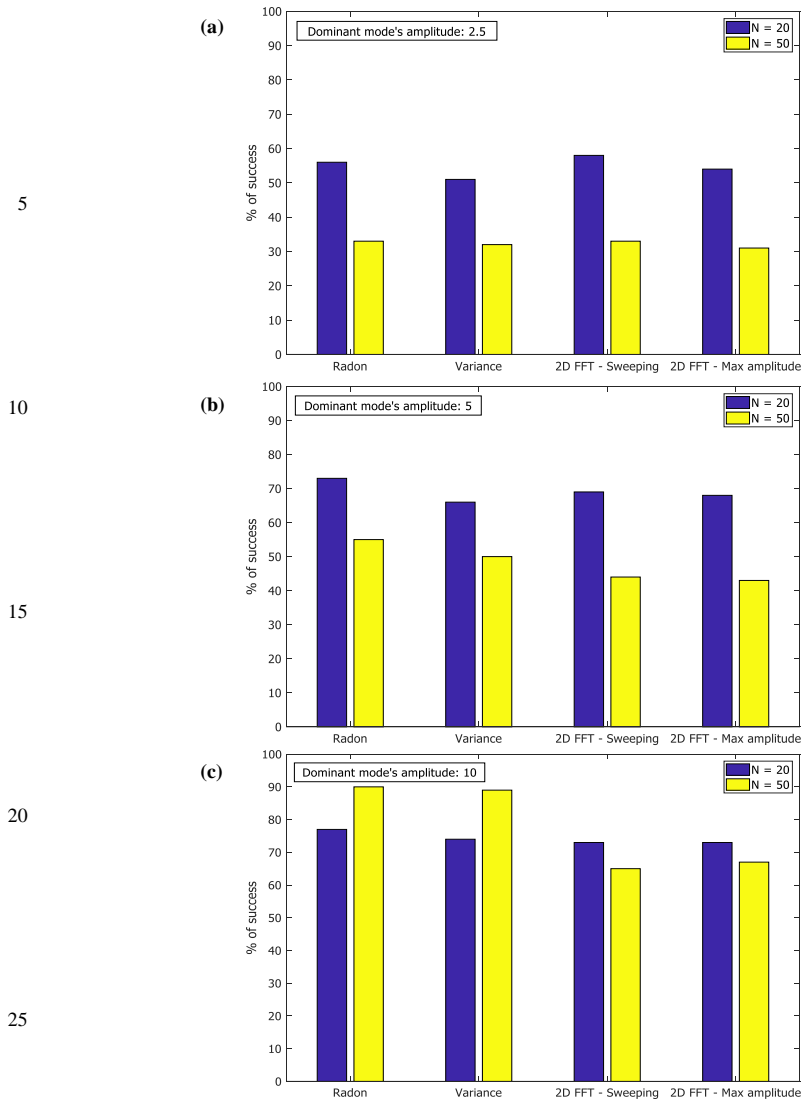 (a)
Dominant mode's amplitude: 2.5
N = 20
N = 50
100
90
80
70
60
50
40
30
20
10
0
% of success
5
Radon Variance 2D FFT - Sweeping 2D FFT - Max amplitude
10
(b)
Dominant mode's amplitude: 5
N = 20
N = 50
100
90
80
70
60
50
40
30
20
10
0
% of success
15
Radon Variance 2D FFT - Sweeping 2D FFT - Max amplitude
(c)
Dominant mode's amplitude: 10
N = 20
N = 50
100
90
80
70
60
50
40
30
20
10
0
% of success
20
25
Radon Variance 2D FFT - Sweeping 2D FFT - Max amplitude